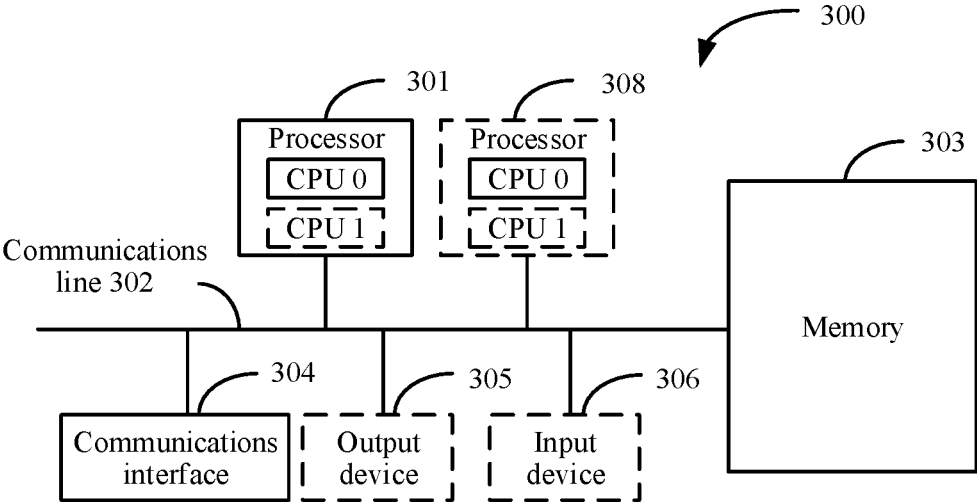 300
301
308
303
Processor
CPU 0
CPU 1
Processor
CPU 0
CPU 1
Communications
line 302
Memory
304
305
306
Communications
interface
Output
device
Input
device